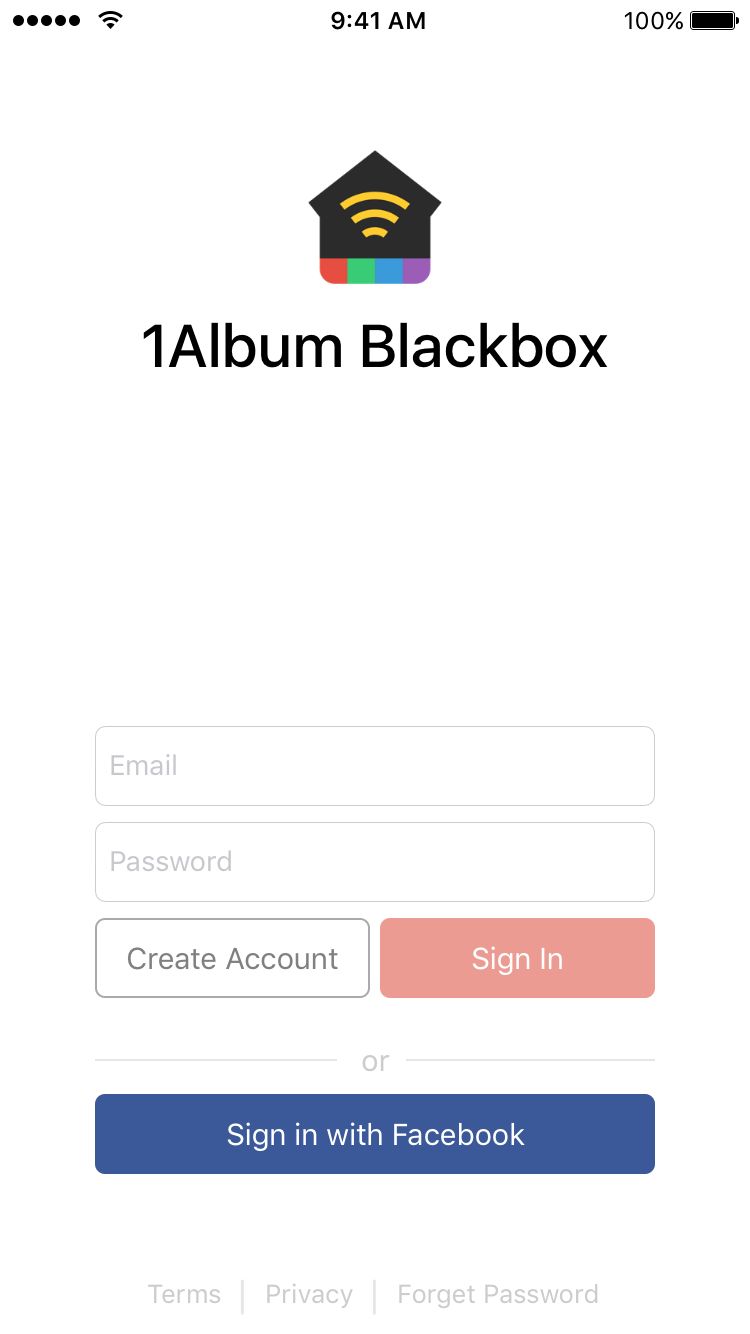 9:41 AM 100%
1Album Blackbox
Email
Password
Create Account Sign In
or
Sign in with Facebook
Terms Privacy Forget Password